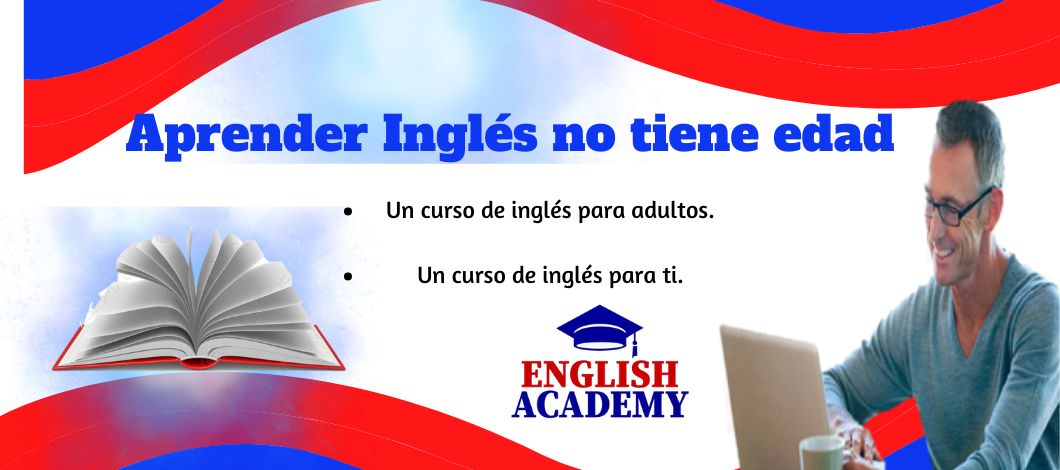 Aprender Inglés no tiene edad
• Un curso de inglés para adultos.
• Un curso de inglés para ti.
ENGLISH
ACADEMY